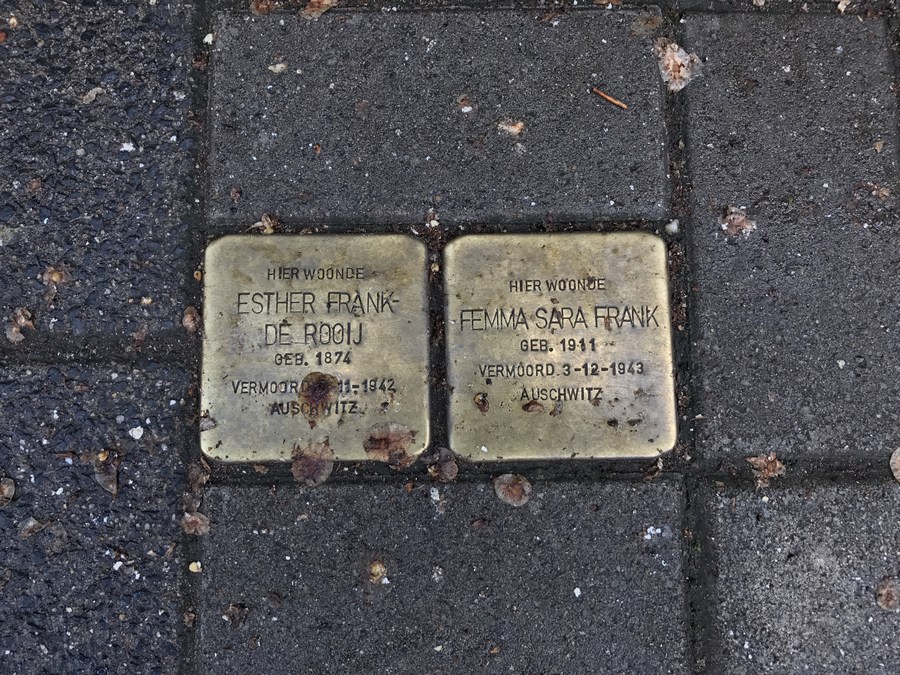 HIER WOONDE
ESTHER FRANK-
DE ROOIJ
GEB. 1874
VERMOORD 11-1942
AUSCHWITZ
HIER WOONDE
FEMMA SARA FRANK
GEB. 1911
VERMOORD 3-12-1943
AUSCHWITZ